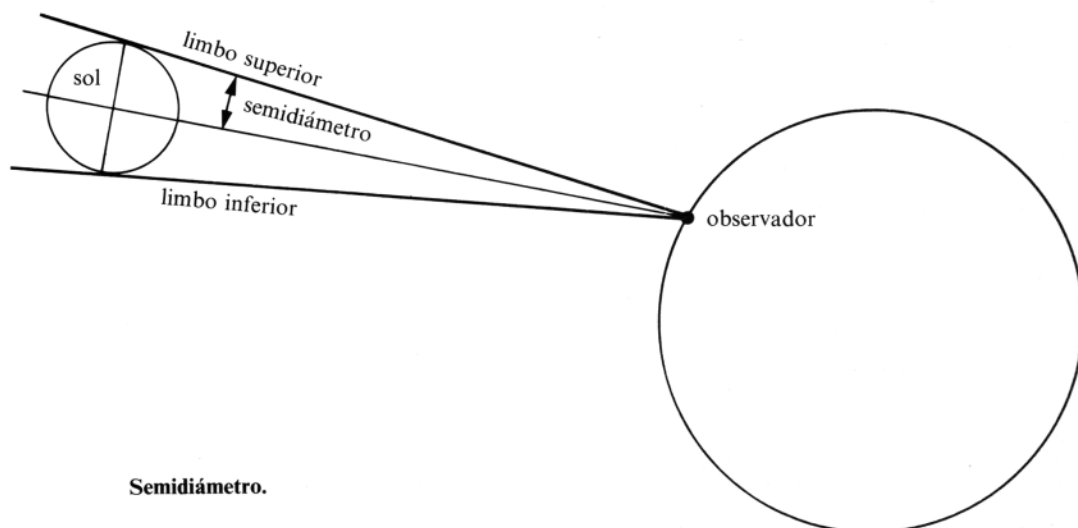 limbo superior
sol
semidiámetro
limbo inferior
observador
Semidiámetro.